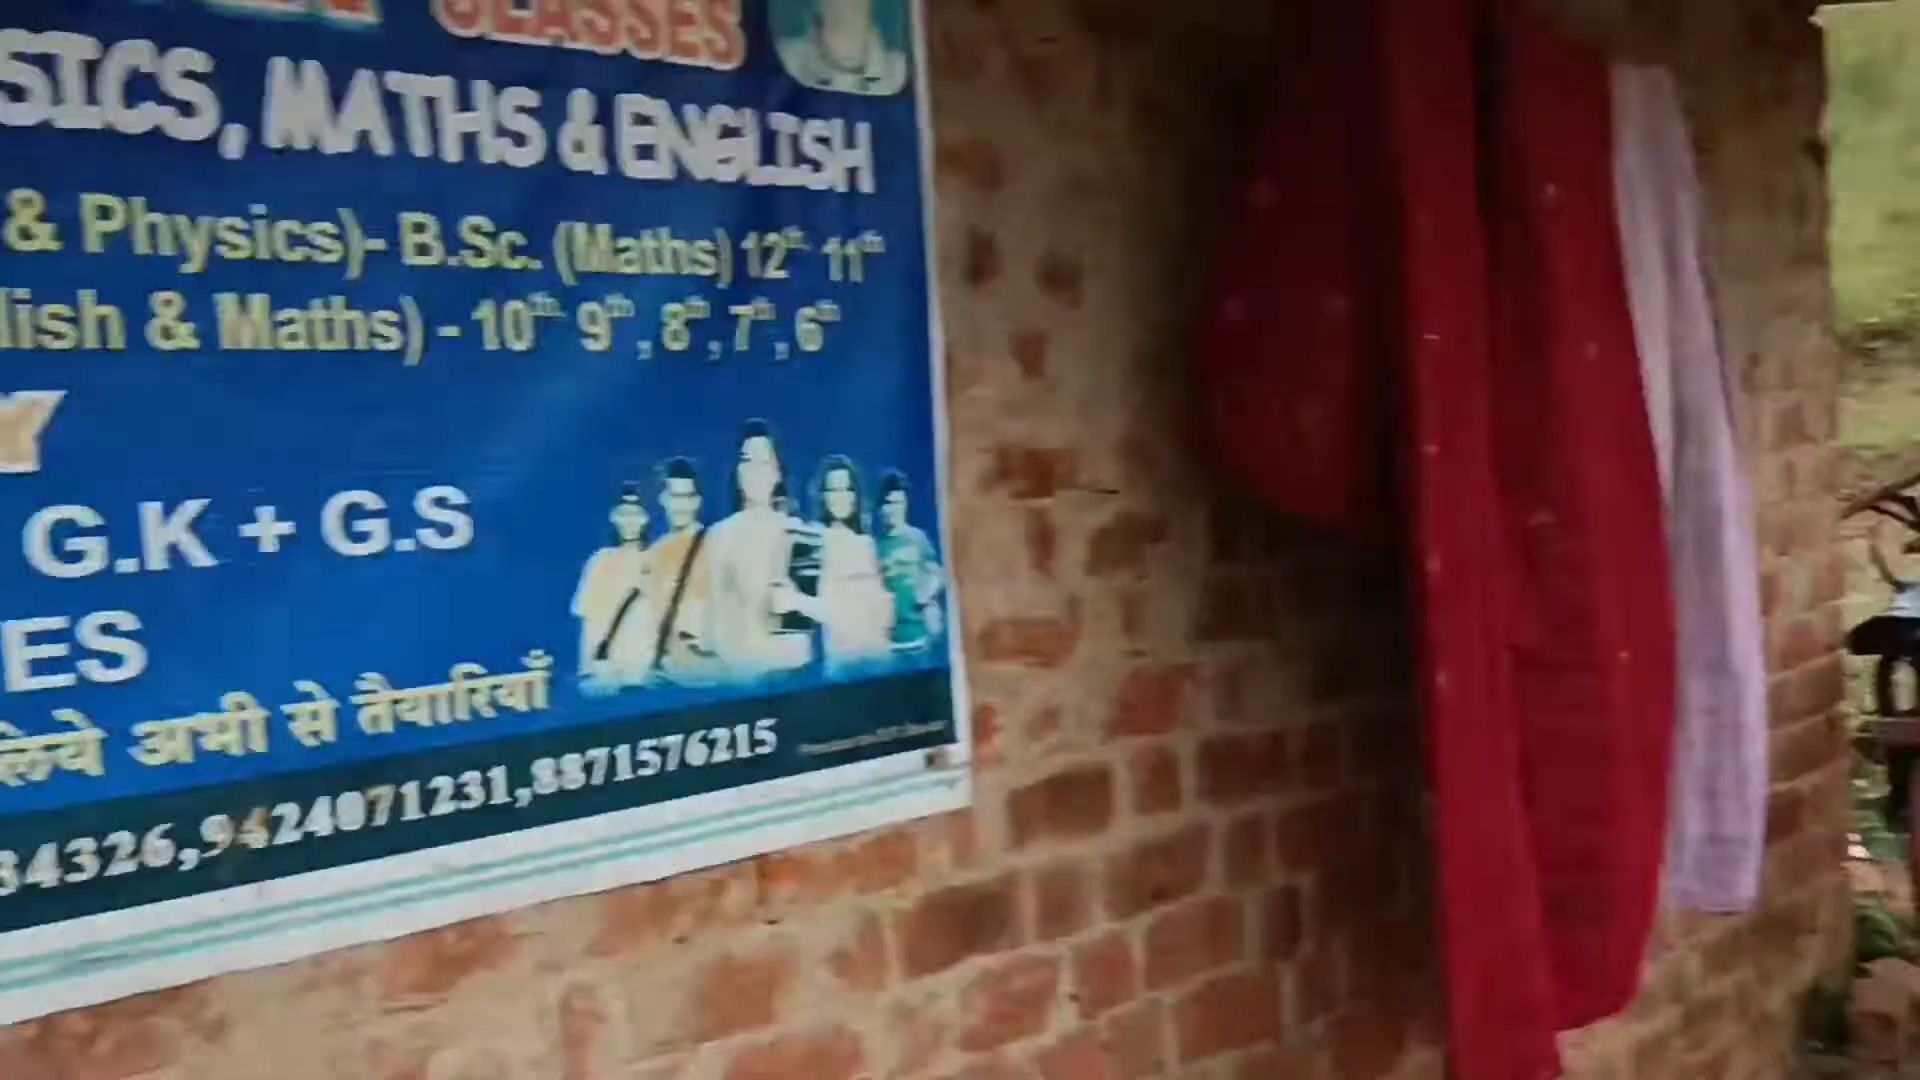 CLASSES
SICS, MATHS & ENGLISH
& Physics)- B.Sc. (Maths) 12th 11th
lish & Maths) - 10th 9th, 8th, 7th, 6th
Y
G.K + G.S
ES
लिये अभी से तैयारियाँ
34326,9424071231,8871576215